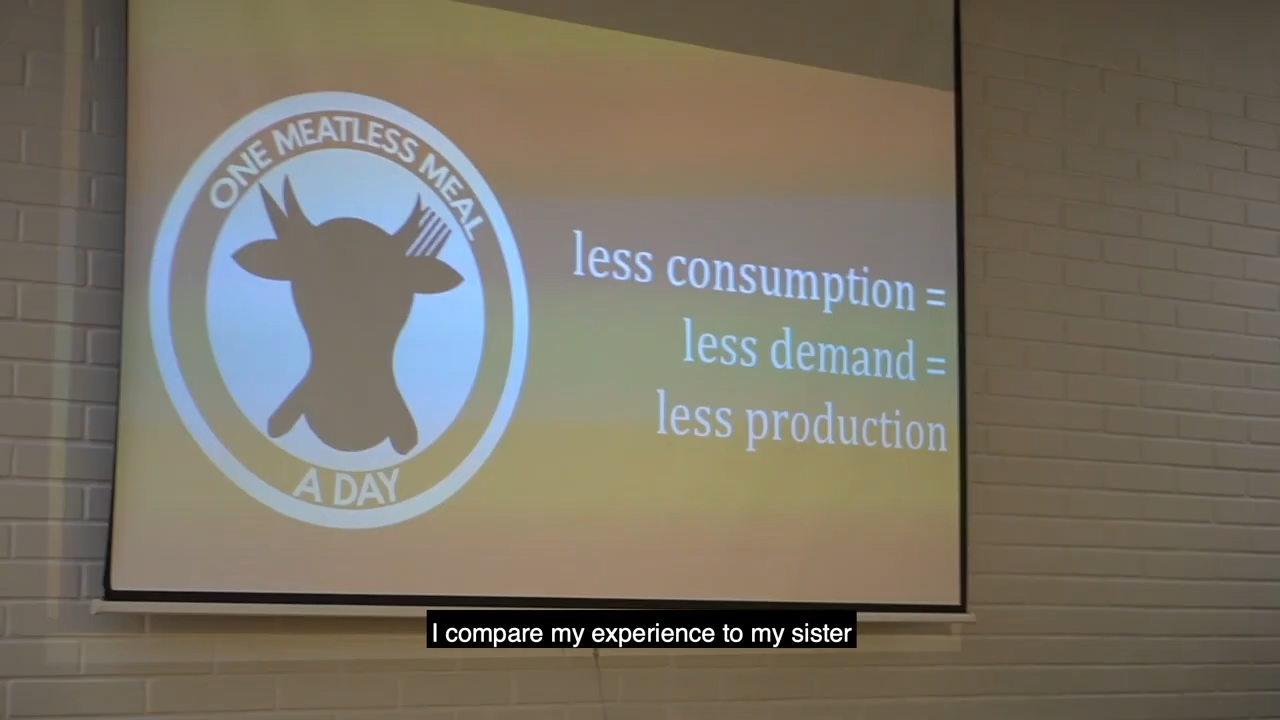 ONE MEATLESS MEAL
A DAY
less consumption =
less demand =
less production
I compare my experience to my sister